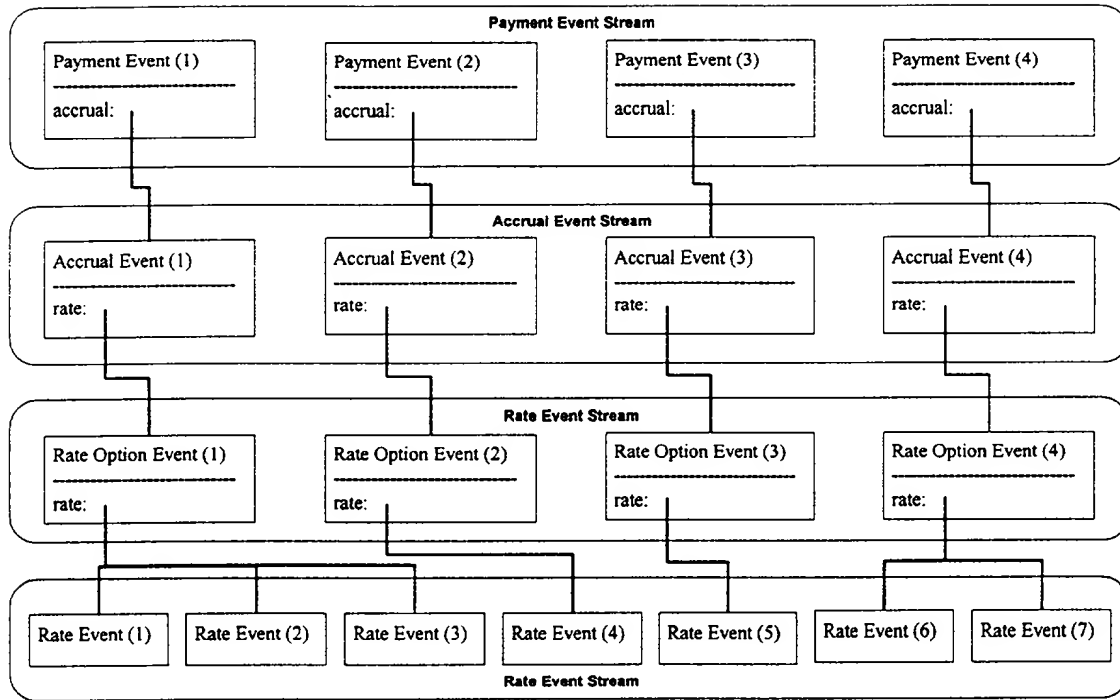 Payment Event Stream
Payment Event (1)
accrual:
Payment Event (2)
accrual:
Payment Event (3)
accrual:
Payment Event (4)
accrual:
Accrual Event Stream
Accrual Event (1)
rate:
Accrual Event (2)
rate:
Accrual Event (3)
rate:
Accrual Event (4)
rate:
Rate Event Stream
Rate Option Event (1)
rate:
Rate Option Event (2)
rate:
Rate Option Event (3)
rate:
Rate Option Event (4)
rate:
Rate Event (1)
Rate Event (2)
Rate Event (3)
Rate Event (4)
Rate Event (5)
Rate Event (6)
Rate Event (7)
Rate Event Stream